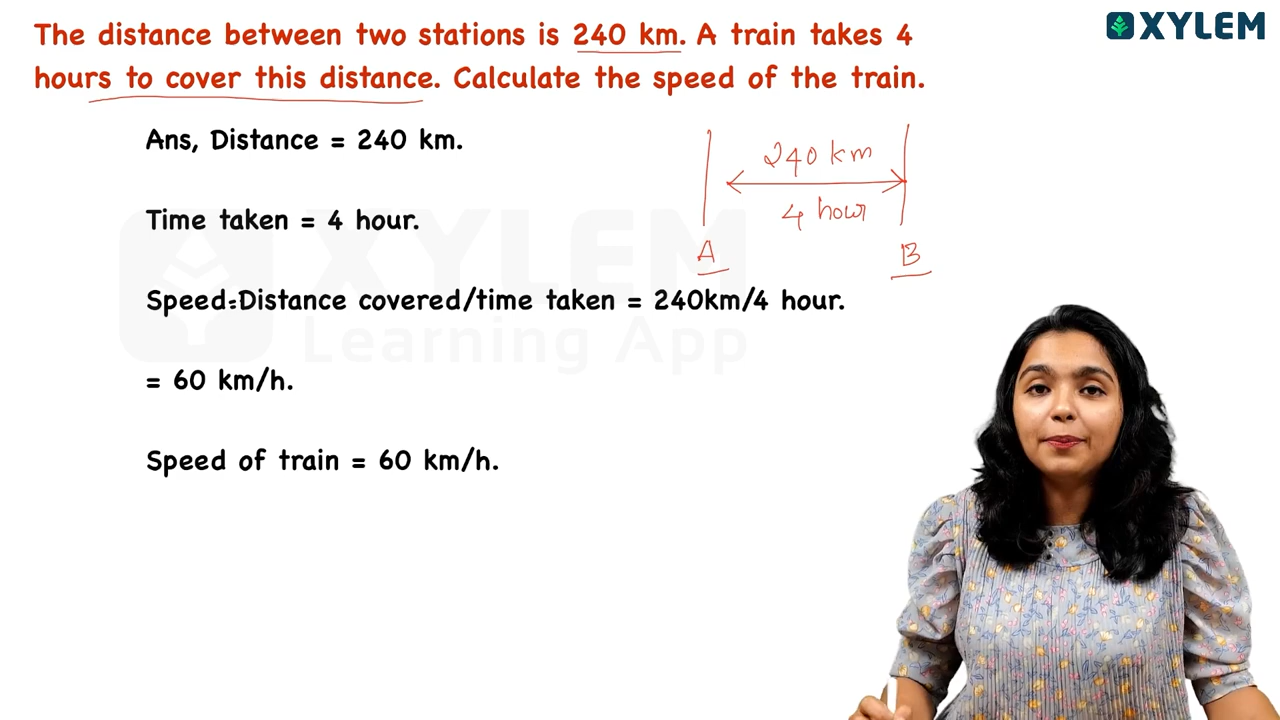 The distance between two stations is 240 km. A train takes 4
hours to cover this distance. Calculate the speed of the train.
XYLEM
Ans, Distance = 240 km.
240 km
Time taken = 4 hour.
4 hour
A
B
XYLEM
Speed=Distance covered/time taken = 240km/4 hour.
Learning App
= 60 km/h.
Speed of train = 60 km/h.